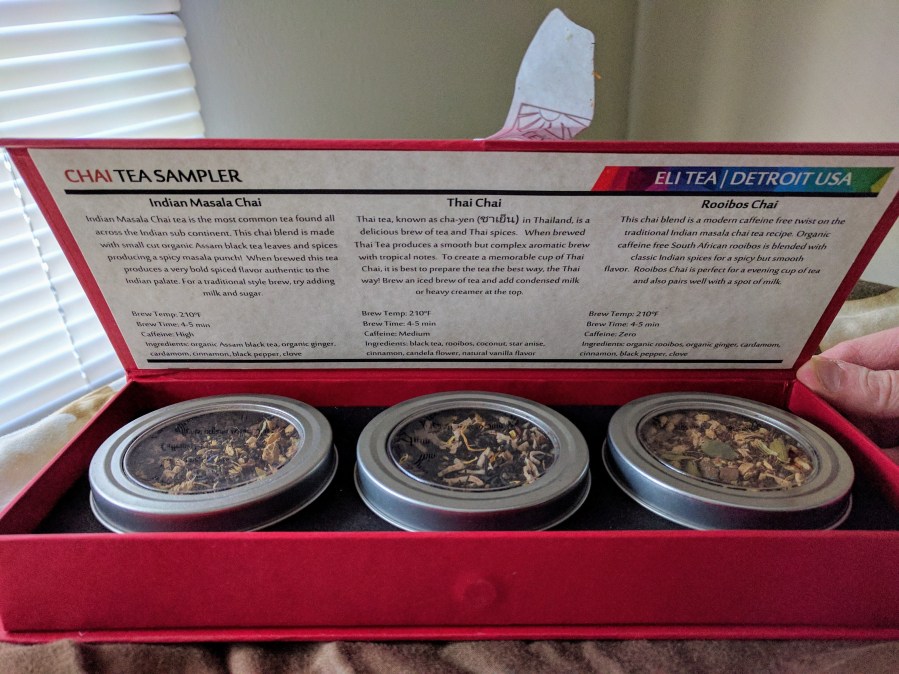 CHAI TEA SAMPLER
ELI TEA | DETROIT USA
Indian Masala Chai
Indian Masala Chai tea is the most common tea found all
across the Indian sub continent. This chai blend is made
with small cut organic Assam black tea leaves and spices
producing a spicy masala punch! When brewed this tea
produces a very bold spiced flavor authentic to the
Indian palate. For a traditional style brew, try adding
milk and sugar.
Brew Temp: 210°F
Brew Time: 4-5 min
Caffeine: High
Ingredients: organic Assam black tea, organic ginger,
cardamom, cinnamon, black pepper, clove
Thai Chai
Thai tea, known as cha-yen (ชาเย็น) in Thailand, is a
delicious brew of tea and Thai spices. When brewed
Thai Tea produces a smooth but complex aromatic brew
with tropical notes. To create a memorable cup of Thai
Chai, it is best to prepare the tea the best way, the Thai
way! Brew an iced brew of tea and add condensed milk
or heavy creamer at the top.
Brew Temp: 210°F
Brew Time: 4-5 min
Caffeine: Medium
Ingredients: black tea, rooibos, coconut, star anise,
cinnamon, candela flower, natural vanilla flavor
Rooibos Chai
This chai blend is a modern caffeine free twist on the
traditional Indian masala chai tea recipe. Organic
caffeine free South African rooibos is blended with
classic Indian spices for a spicy but smooth
flavor. Rooibos Chai is perfect for a evening cup of tea
and also pairs well with a spot of milk.
Brew Temp: 210°F
Brew Time: 4-5 min
Caffeine: Zero
Ingredients: organic rooibos, organic ginger, cardamom,
cinnamon, black pepper, clove